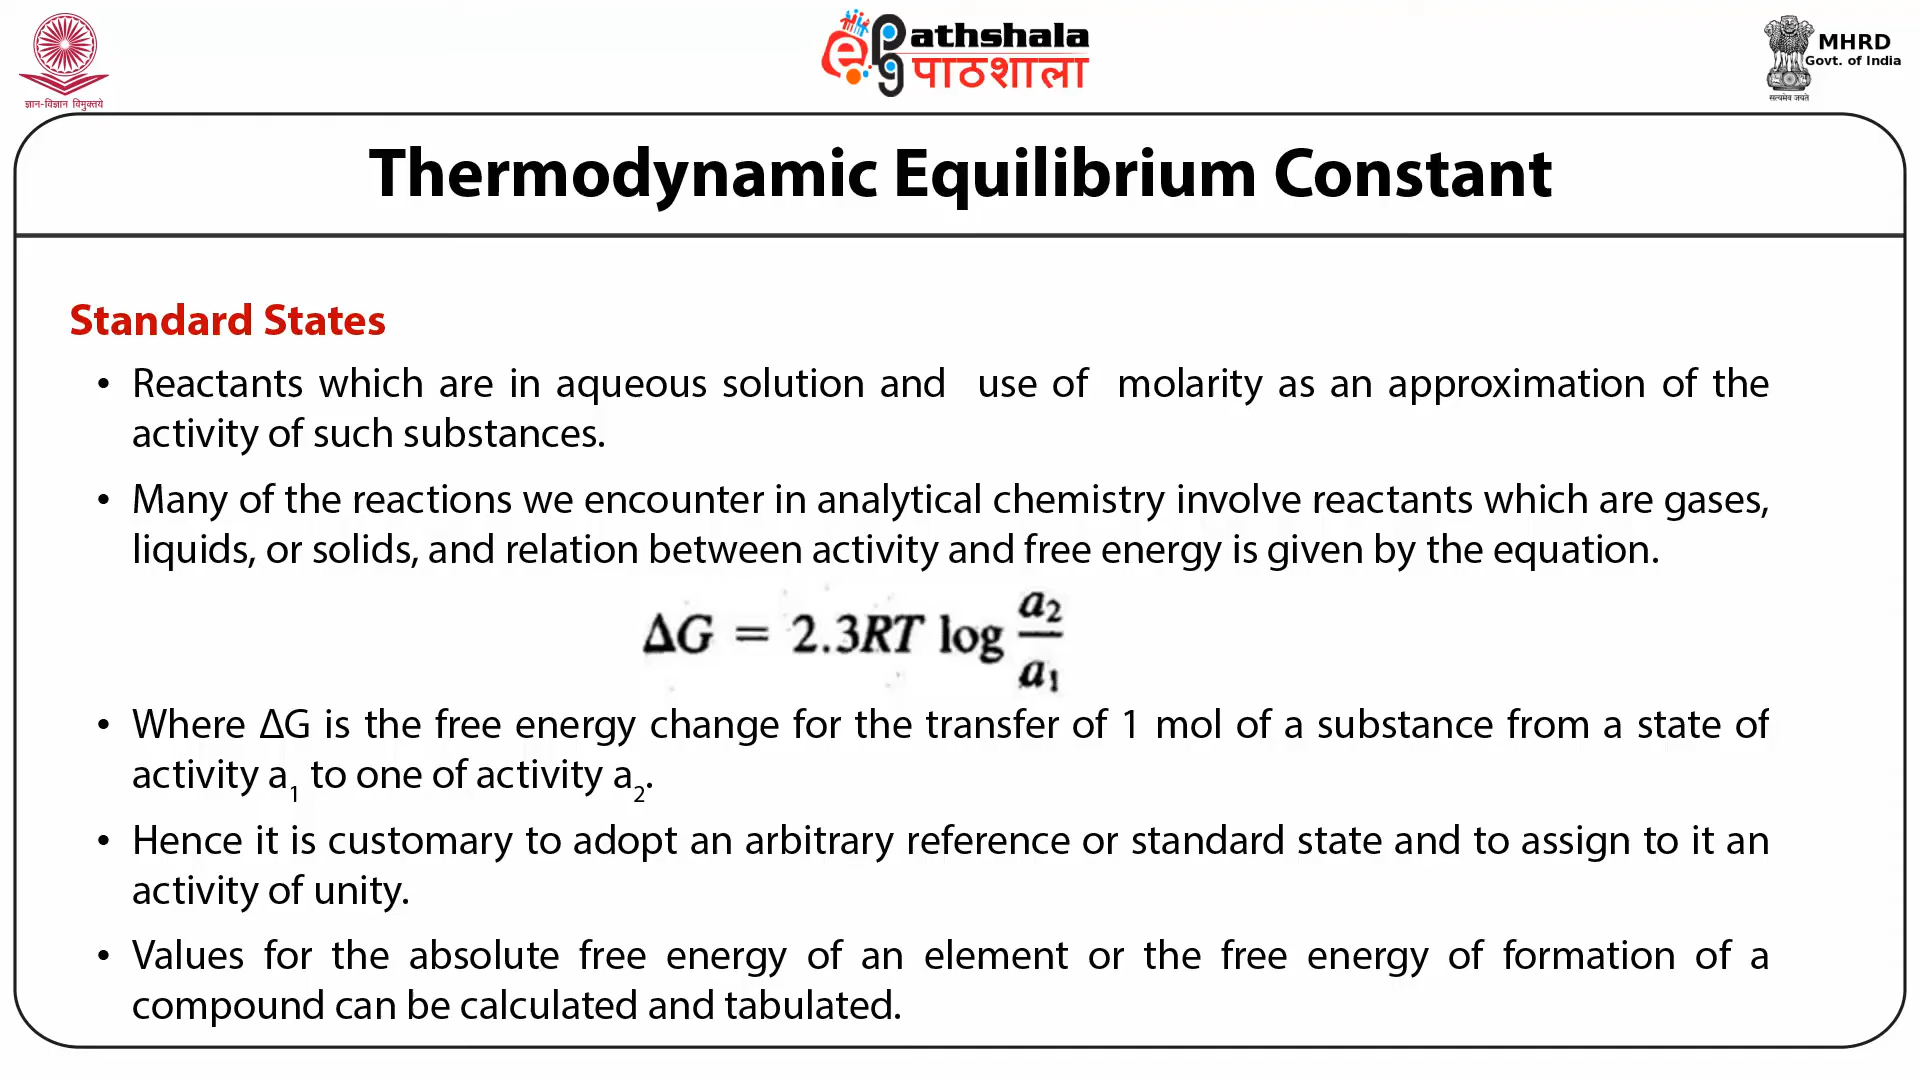 ज्ञान-विज्ञान विमुक्तये
e Pg athshala
पाठशाला
MHRD
Govt. of India
सत्यमेव जयते
Thermodynamic Equilibrium Constant
Standard States
• Reactants which are in aqueous solution and use of molarity as an approximation of the
activity of such substances.
• Many of the reactions we encounter in analytical chemistry involve reactants which are gases,
liquids, or solids, and relation between activity and free energy is given by the equation.
ΔG = 2.3RT log a₂/a₁
• Where ΔG is the free energy change for the transfer of 1 mol of a substance from a state of
activity a₁ to one of activity a₂.
• Hence it is customary to adopt an arbitrary reference or standard state and to assign to it an
activity of unity.
• Values for the absolute free energy of an element or the free energy of formation of a
compound can be calculated and tabulated.